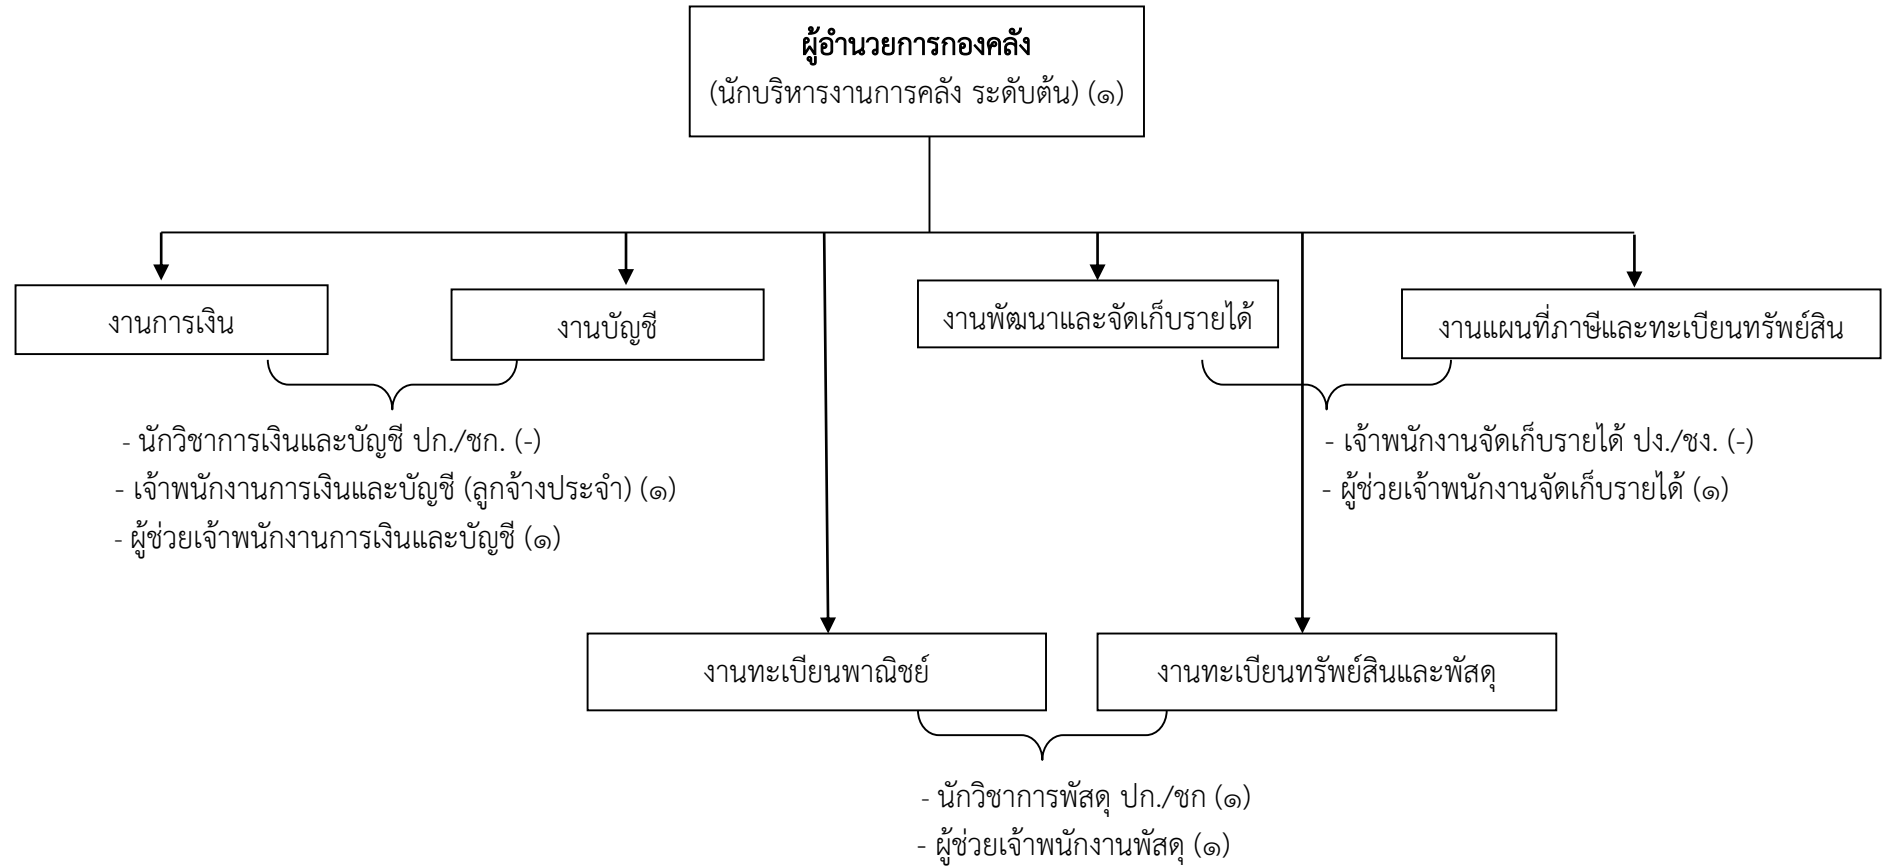 ผู้อำนวยการกองคลัง
(นักบริหารงานการคลัง ระดับต้น) (๑)
งานการเงิน
งานบัญชี
งานพัฒนาและจัดเก็บรายได้
งานแผนที่ภาษีและทะเบียนทรัพย์สิน
- นักวิชาการเงินและบัญชี ปก./ชก. (-)
- เจ้าพนักงานการเงินและบัญชี (ลูกจ้างประจำ) (๑)
- ผู้ช่วยเจ้าพนักงานการเงินและบัญชี (๑)
- เจ้าพนักงานจัดเก็บรายได้ ปง./ชง. (-)
- ผู้ช่วยเจ้าพนักงานจัดเก็บรายได้ (๑)
งานทะเบียนพาณิชย์
งานทะเบียนทรัพย์สินและพัสดุ
- นักวิชาการพัสดุ ปก./ชก (๑)
- ผู้ช่วยเจ้าพนักงานพัสดุ (๑)